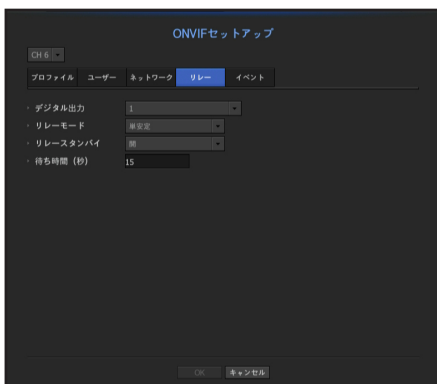 ONVIFセットアップ
CH 6
プロファイル ユーザー ネットワーク リレー イベント
・ デジタル出力 1
・ リレーモード 単安定
・ リレースタンバイ 開
・ 待ち時間（秒） 15
OK キャンセル